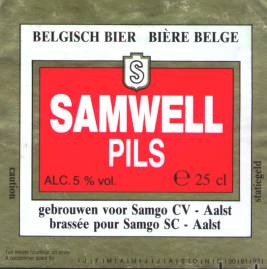 BELGISCH BIER BIÈRE BELGE
S
SAMWELL
PILS
ALC. 5 % vol. ℮ 25 cl
caution
statiegeld
gebrouwen voor Samgo CV - Aalst
brassée pour Samgo SC - Aalst